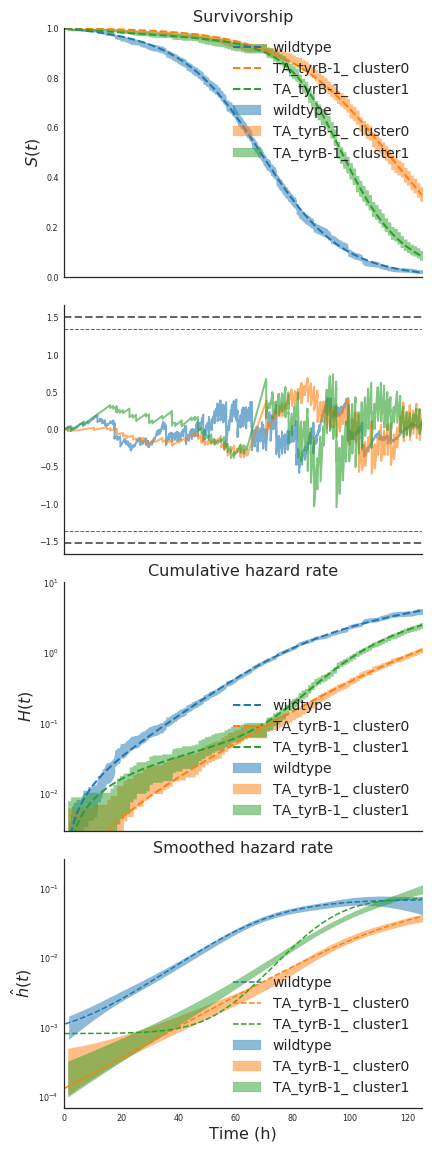 Survivorship
1.0
0.8
0.6
0.4
0.2
0.0
S(t)
wildtype
TA_tyrB-1_ cluster0
TA_tyrB-1_ cluster1
wildtype
TA_tyrB-1_ cluster0
TA_tyrB-1_ cluster1
1.5
1.0
0.5
0.0
−0.5
−1.0
−1.5
Cumulative hazard rate
10¹
10⁰
10⁻¹
10⁻²
H(t)
wildtype
TA_tyrB-1_ cluster0
TA_tyrB-1_ cluster1
wildtype
TA_tyrB-1_ cluster0
TA_tyrB-1_ cluster1
Smoothed hazard rate
10⁻¹
10⁻²
10⁻³
10⁻⁴
ĥ(t)
wildtype
TA_tyrB-1_ cluster0
TA_tyrB-1_ cluster1
wildtype
TA_tyrB-1_ cluster0
TA_tyrB-1_ cluster1
0 20 40 60 80 100 120
Time (h)